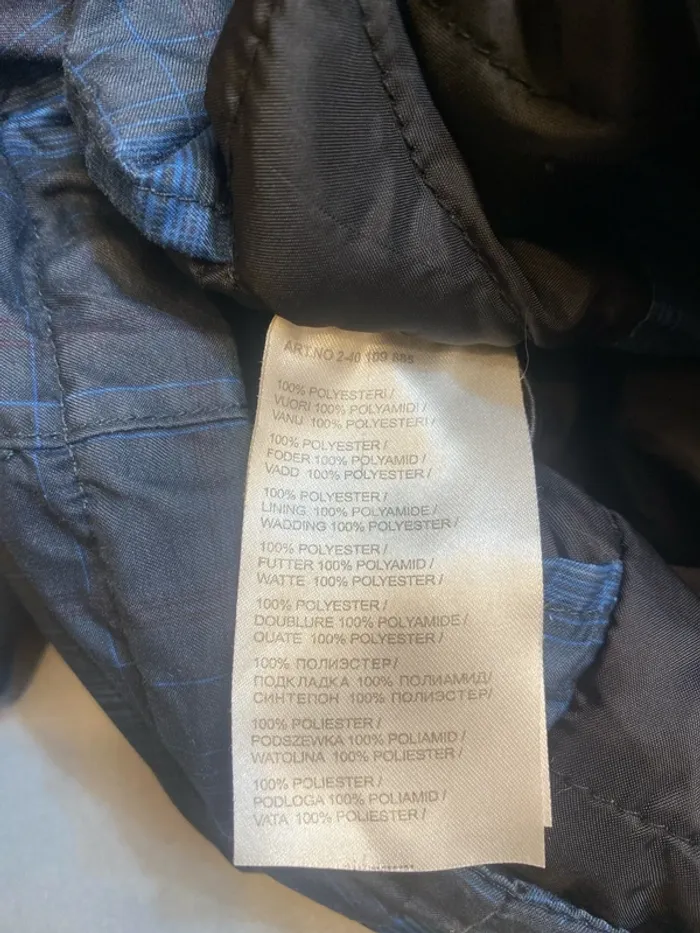 ART.NO 2-40 109 885
100% POLYESTERI /
VUORI 100% POLYAMIDI /
VANU 100% POLYESTERI /
100% POLYESTER /
FODER 100% POLYAMID /
VADD 100% POLYESTER /
100% POLYESTER /
LINING 100% POLYAMIDE /
WADDING 100% POLYESTER /
100% POLYESTER /
FUTTER 100% POLYAMID /
WATTE 100% POLYESTER /
100% POLYESTER /
DOUBLURE 100% POLYAMIDE /
OUATE 100% POLYESTER /
100% ПОЛИЭСТЕР/
ПОДКЛАДКА 100% ПОЛИАМИД/
СИНТЕПОН 100% ПОЛИЭСТЕР/
100% POLIESTER /
PODSZEWKA 100% POLIAMID /
WATOLINA 100% POLIESTER /
100% POLIESTER /
PODLOGA 100% POLIAMID /
VATA 100% POLIESTER /